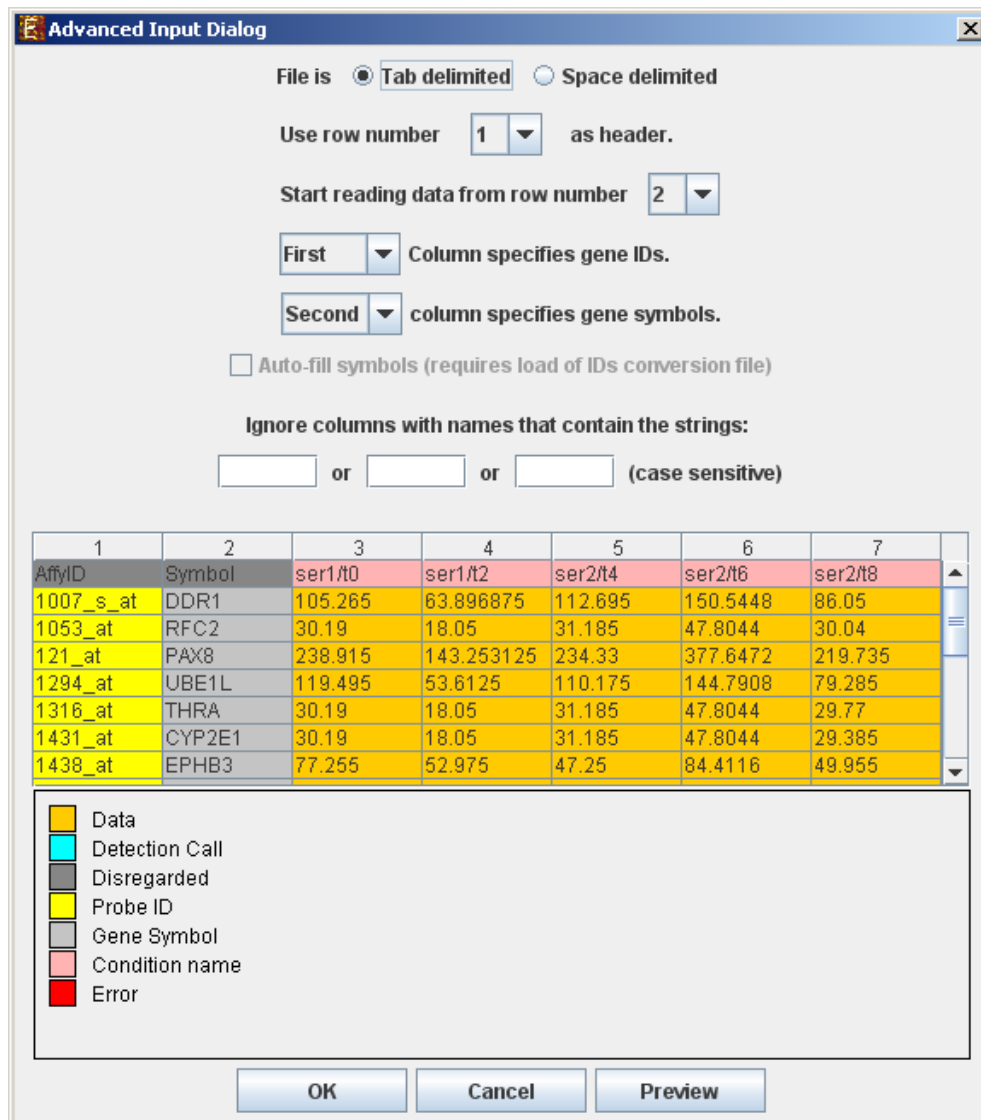 Advanced Input Dialog
File is Tab delimited Space delimited
Use row number 1 as header.
Start reading data from row number 2
First Column specifies gene IDs.
Second column specifies gene symbols.
Auto-fill symbols (requires load of IDs conversion file)
Ignore columns with names that contain the strings:
or or (case sensitive)
1 2 3 4 5 6 7
AffyID Symbol ser1/t0 ser1/t2 ser2/t4 ser2/t6 ser2/t8
1007_s_at DDR1 105.265 63.896875 112.695 150.5448 86.05
1053_at RFC2 30.19 18.05 31.185 47.8044 30.04
121_at PAX8 238.915 143.253125 234.33 377.6472 219.735
1294_at UBE1L 119.495 53.6125 110.175 144.7908 79.285
1316_at THRA 30.19 18.05 31.185 47.8044 29.77
1431_at CYP2E1 30.19 18.05 31.185 47.8044 29.385
1438_at EPHB3 77.255 52.975 47.25 84.4116 49.955
Data
Detection Call
Disregarded
Probe ID
Gene Symbol
Condition name
Error
OK Cancel Preview